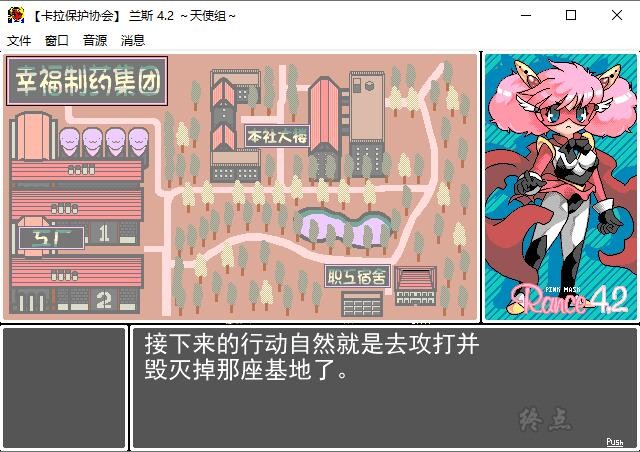 【卡拉保护协会】 兰斯 4.2 ～天使组～
文件 窗口 音源 消息
幸福制药集团
本社大楼
工厂
1
职工宿舍
2
PINK MASK
Rance 4.2
接下来的行动自然就是去攻打并
毁灭掉那座基地了。
终点
Push